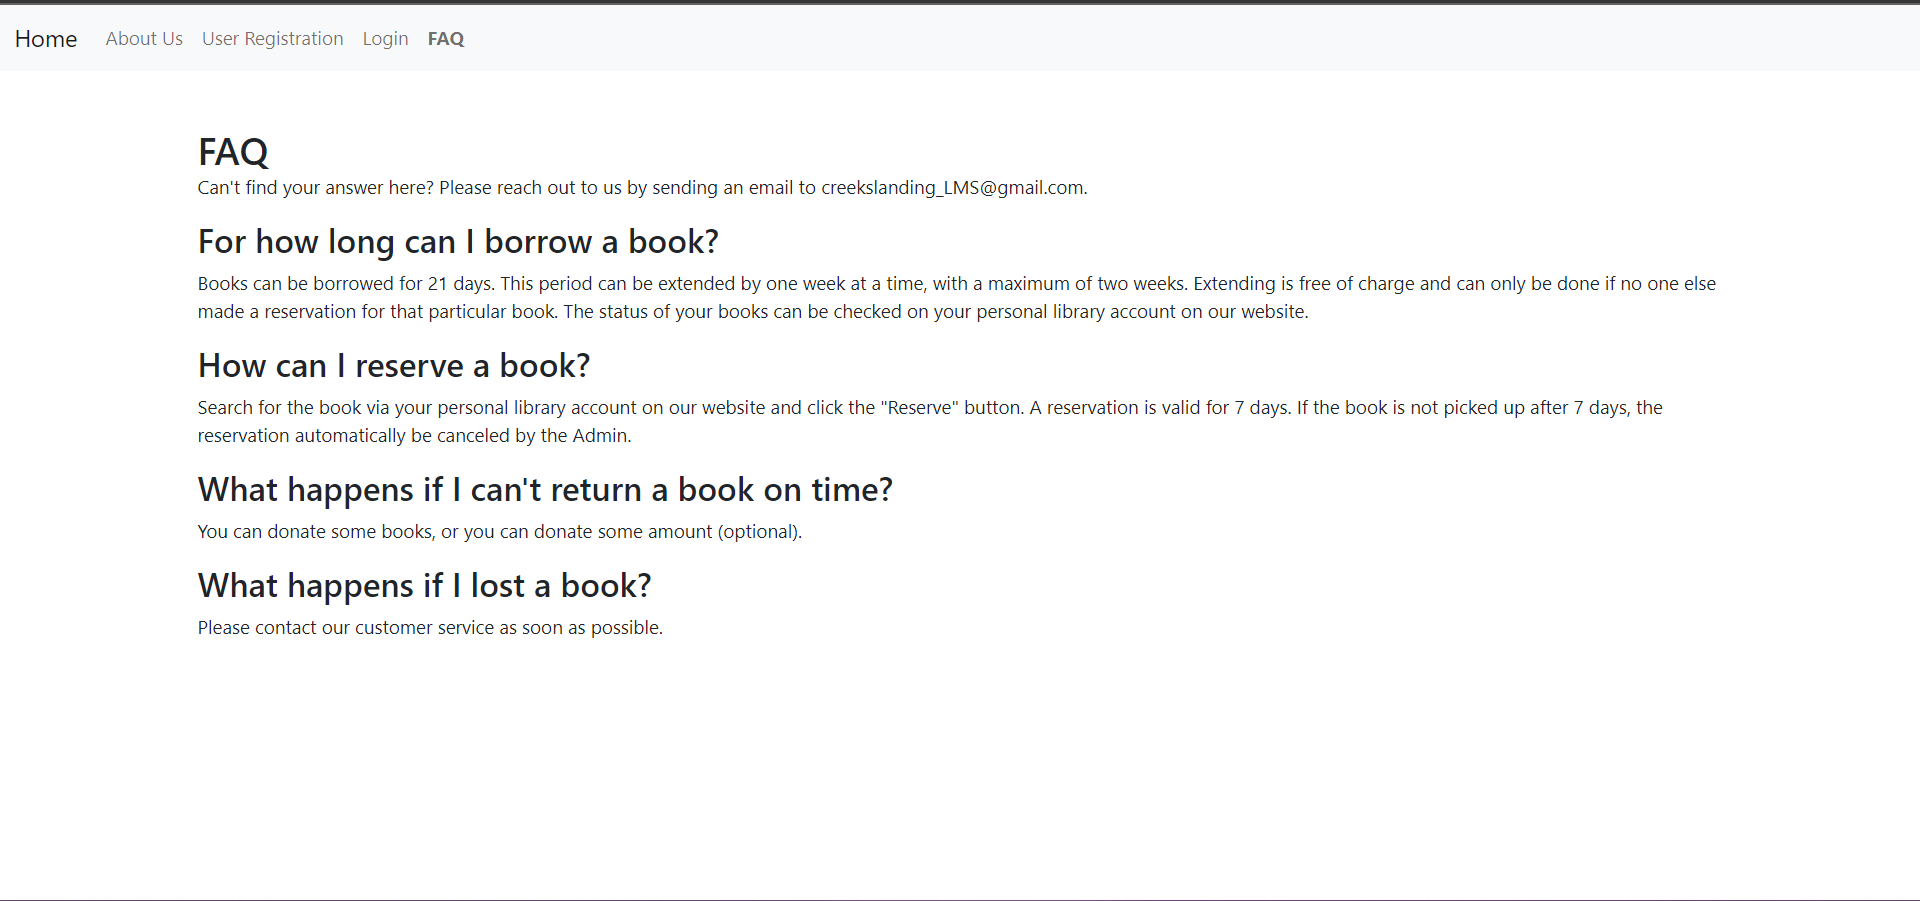 Home About Us User Registration Login FAQ
FAQ
Can't find your answer here? Please reach out to us by sending an email to creekslanding_LMS@gmail.com.
For how long can I borrow a book?
Books can be borrowed for 21 days. This period can be extended by one week at a time, with a maximum of two weeks. Extending is free of charge and can only be done if no one else
made a reservation for that particular book. The status of your books can be checked on your personal library account on our website.
How can I reserve a book?
Search for the book via your personal library account on our website and click the "Reserve" button. A reservation is valid for 7 days. If the book is not picked up after 7 days, the
reservation automatically be canceled by the Admin.
What happens if I can't return a book on time?
You can donate some books, or you can donate some amount (optional).
What happens if I lost a book?
Please contact our customer service as soon as possible.